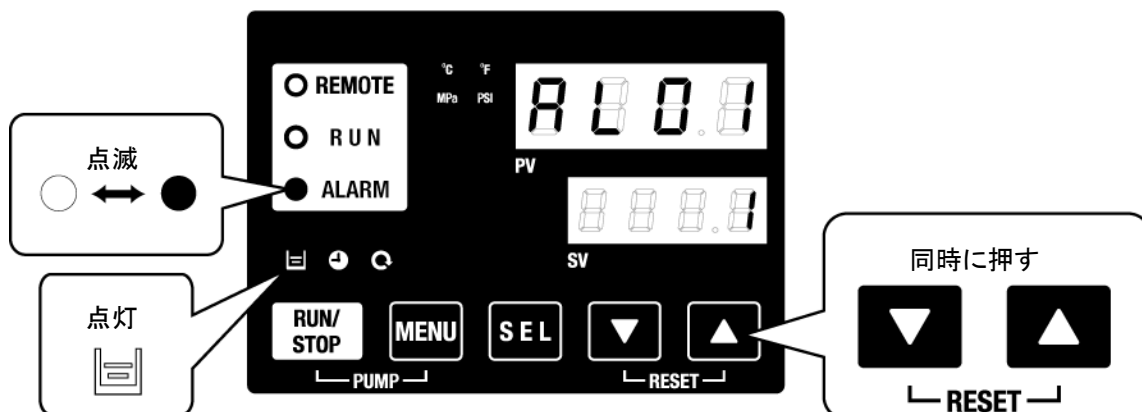 REMOTE
RUN
ALARM
°C °F
MPa PSI
AL01
PV
1
SV
点滅
点灯
RUN/
STOP
MENU
SEL
PUMP
RESET
同時に押す
RESET